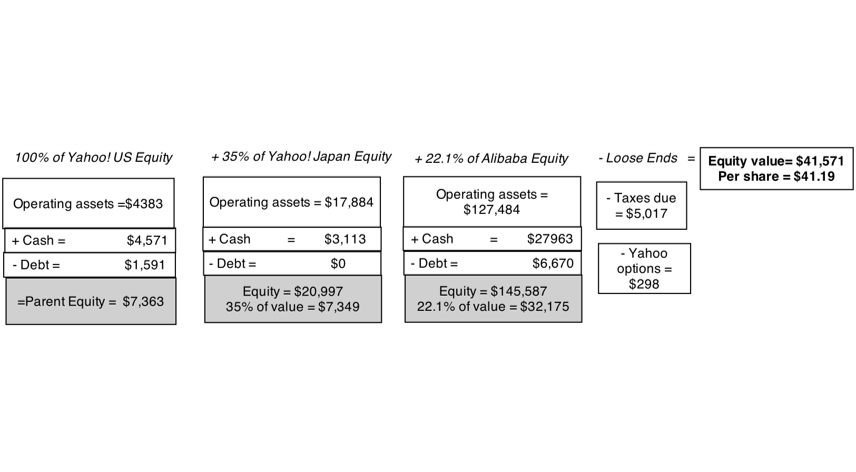 100% of Yahoo! US Equity
+ 35% of Yahoo! Japan Equity
+ 22.1% of Alibaba Equity
- Loose Ends =
Equity value= $41,571
Per share = $41.19
Operating assets =$4383
+ Cash = $4,571
- Debt = $1,591
=Parent Equity = $7,363
Operating assets = $17,884
+ Cash = $3,113
- Debt = $0
Equity = $20,997
35% of value = $7,349
Operating assets =
$127,484
+ Cash = $27963
- Debt = $6,670
Equity = $145,587
22.1% of value = $32,175
- Taxes due
= $5,017
- Yahoo
options =
$298